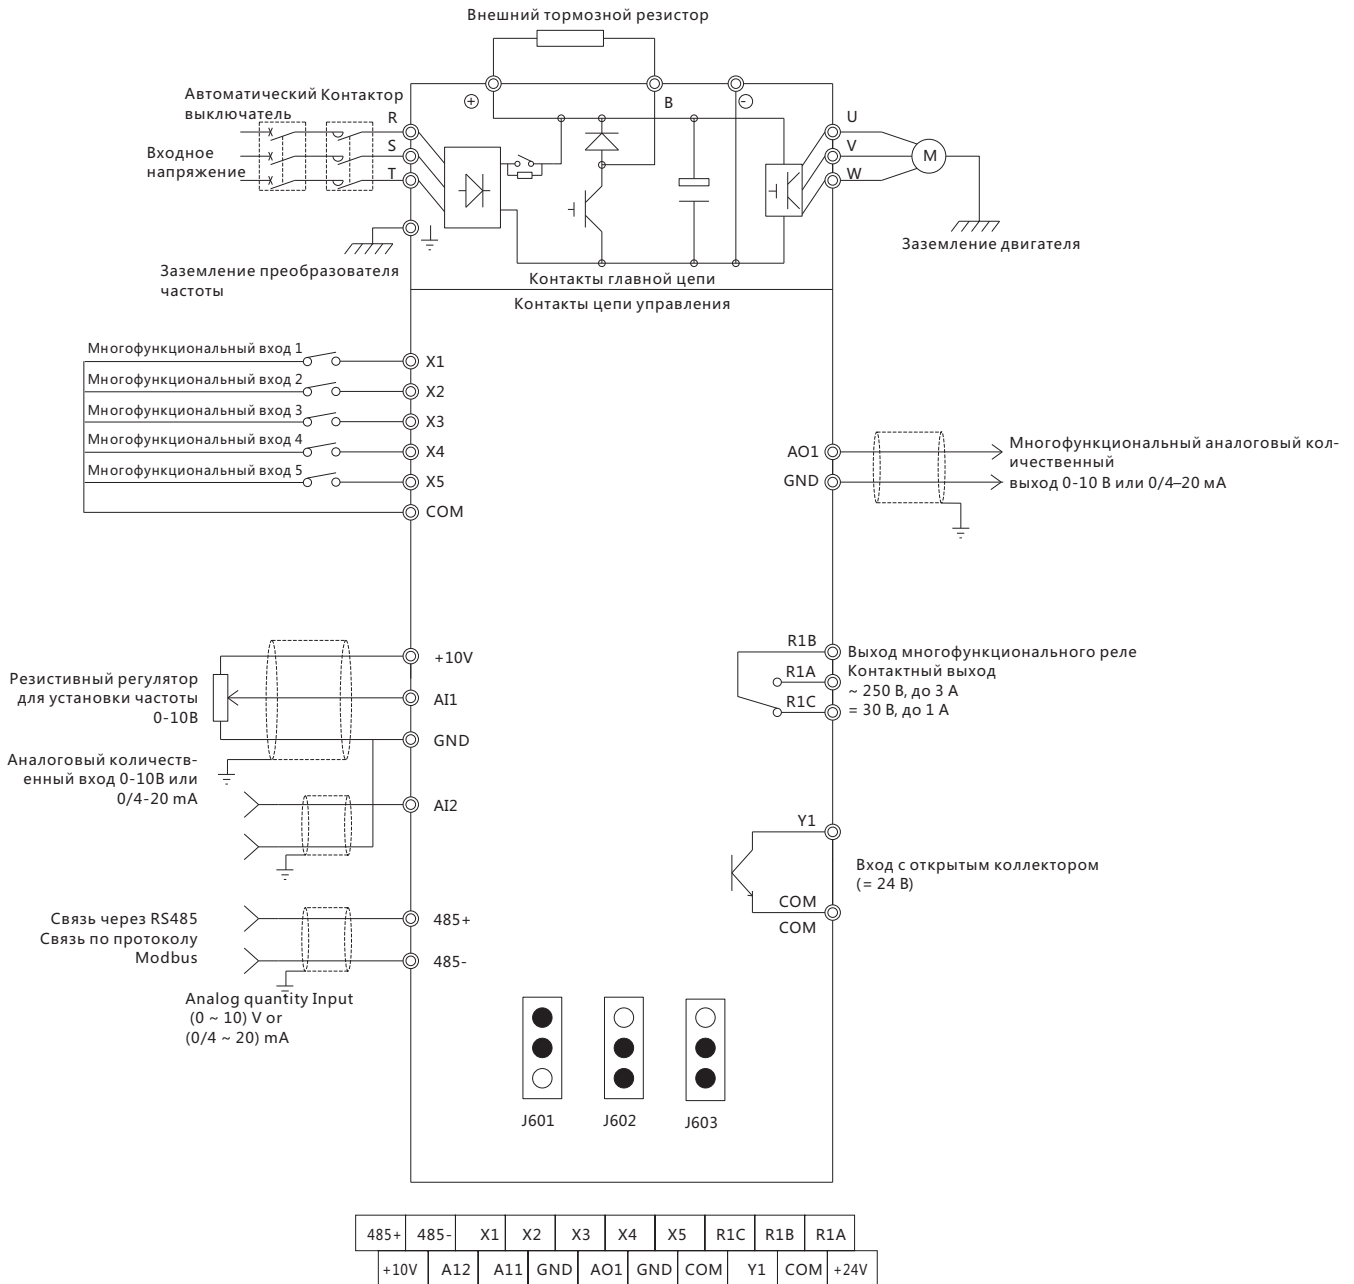 Внешний тормозной резистор
Автоматический
выключатель
Контактор
+
B
-
R
S
T
Входное
напряжение
U
V
W
M
Заземление двигателя
Заземление преобразователя
частоты
Контакты главной цепи
Контакты цепи управления
Многофункциональный вход 1
X1
Многофункциональный вход 2
X2
Многофункциональный вход 3
X3
Многофункциональный вход 4
X4
Многофункциональный вход 5
X5
COM
AO1
GND
Многофункциональный аналоговый кол-
ичественный
выход 0-10 В или 0/4–20 мА
Резистивный регулятор
для установки частоты
0-10В
+10V
AI1
GND
Аналоговый количеств-
енный вход 0-10В или
0/4-20 mA
AI2
R1B
R1A
R1C
Выход многофункционального реле
Контактный выход
~ 250 В, до 3 А
= 30 В, до 1 А
Y1
COM
COM
Вход с открытым коллектором
(= 24 В)
Связь через RS485
Связь по протоколу
Modbus
485+
485-
Analog quantity Input
(0 ~ 10) V or
(0/4 ~ 20) mA
J601
J602
J603
485+ 485- X1 X2 X3 X4 X5 R1C R1B R1A
+10V A12 A11 GND AO1 GND COM Y1 COM +24V